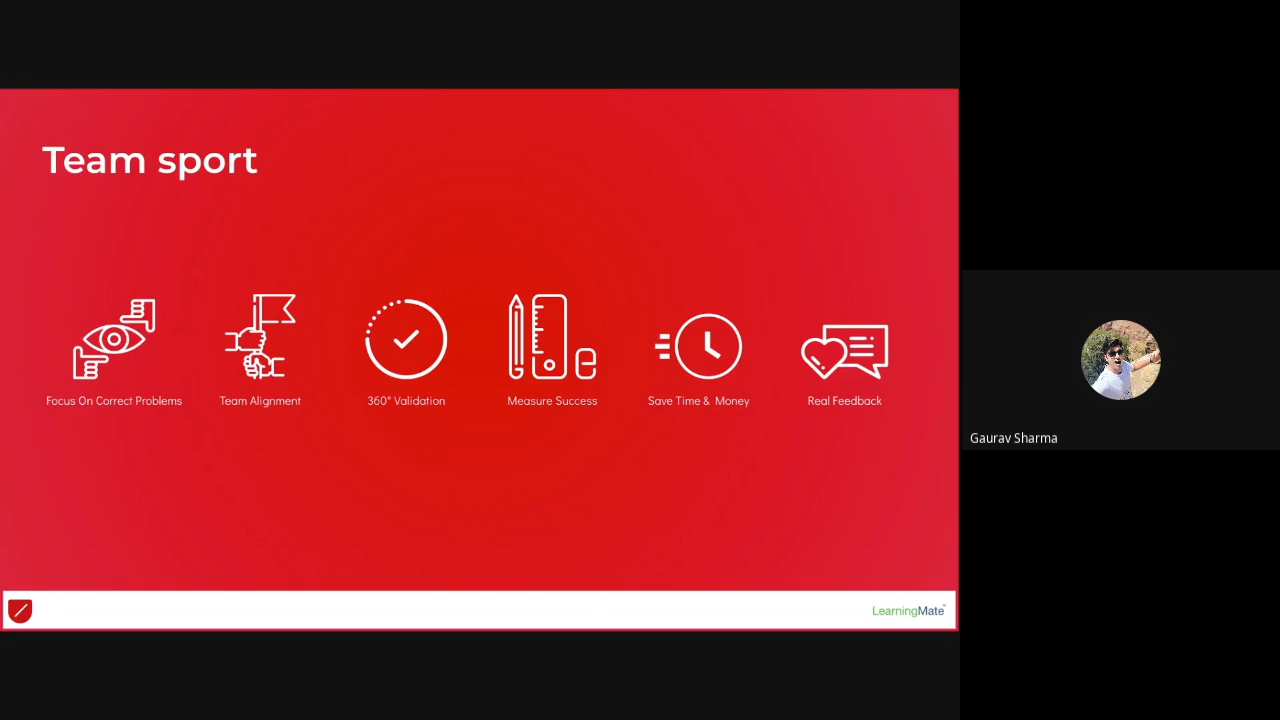 Team sport
Focus On Correct Problems
Team Alignment
360° Validation
Measure Success
Save Time & Money
Real Feedback
LearningMate™
Gaurav Sharma